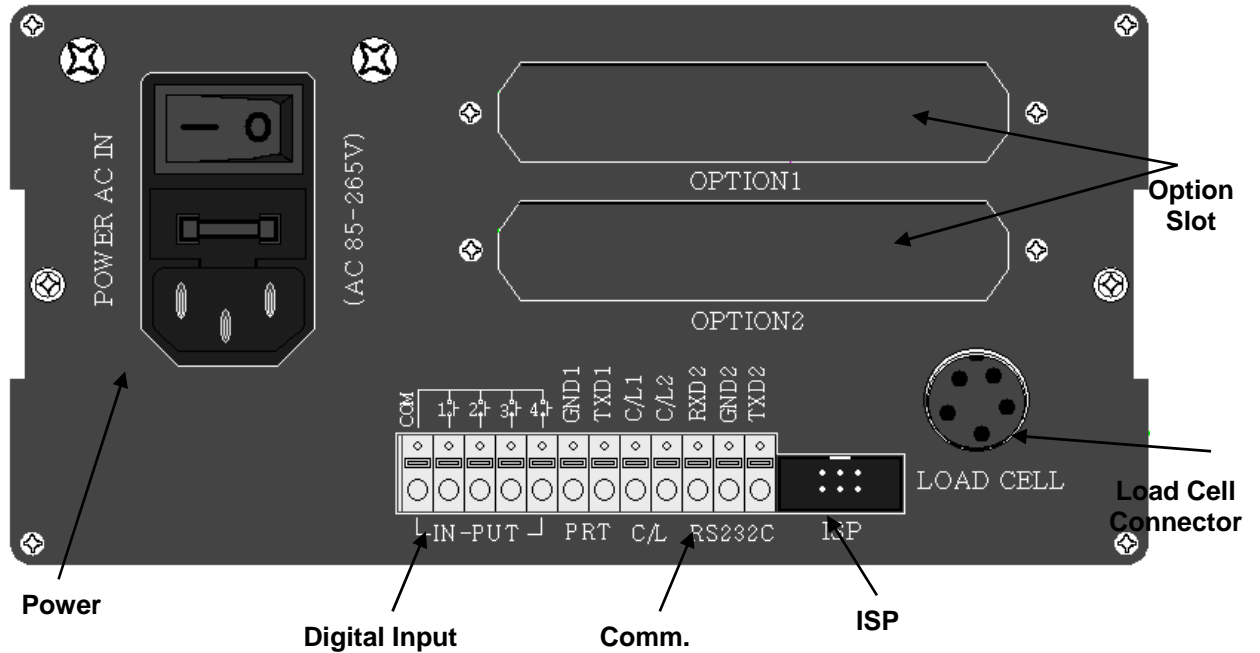 POWER AC IN
— O
(AC 85-265V)
OPTION1
OPTION2
Option
Slot
COM 1 2 3 4 GND1 TXD1 C/L1 C/L2 RXD2 GND2 TXD2
LOAD CELL
IN-PUT PRT C/L RS232C ISP
Load Cell
Connector
Power
Digital Input
Comm.
ISP